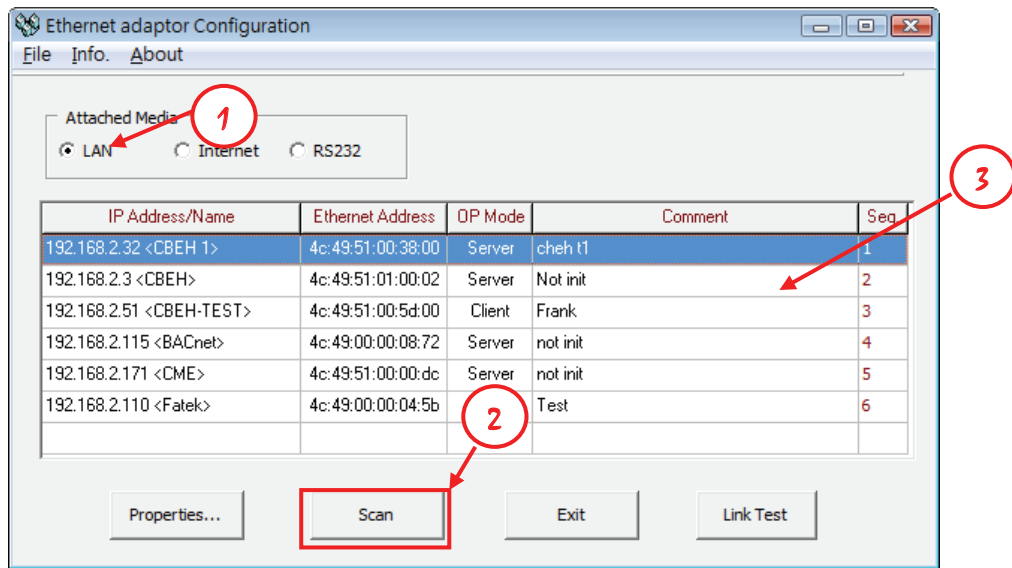 Ethernet adaptor Configuration
File Info. About
Attached Media
1
LAN Internet RS232
3
IP Address/Name Ethernet Address OP Mode Comment Seq
192.168.2.32 <CBEH 1> 4c:49:51:00:38:00 Server cheh t1 1
192.168.2.3 <CBEH> 4c:49:51:01:00:02 Server Not init 2
192.168.2.51 <CBEH-TEST> 4c:49:51:00:5d:00 Client Frank 3
192.168.2.115 <BACnet> 4c:49:00:00:08:72 Server not init 4
192.168.2.171 <CME> 4c:49:51:00:00:dc Server not init 5
192.168.2.110 <Fatek> 4c:49:00:00:04:5b Test 6
2
Properties... Scan Exit Link Test